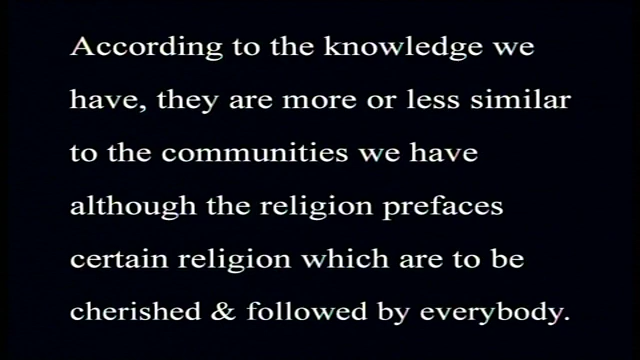 According to the knowledge we
have, they are more or less similar
to the communities we have
although the religion prefaces
certain religion which are to be
cherished & followed by everybody.